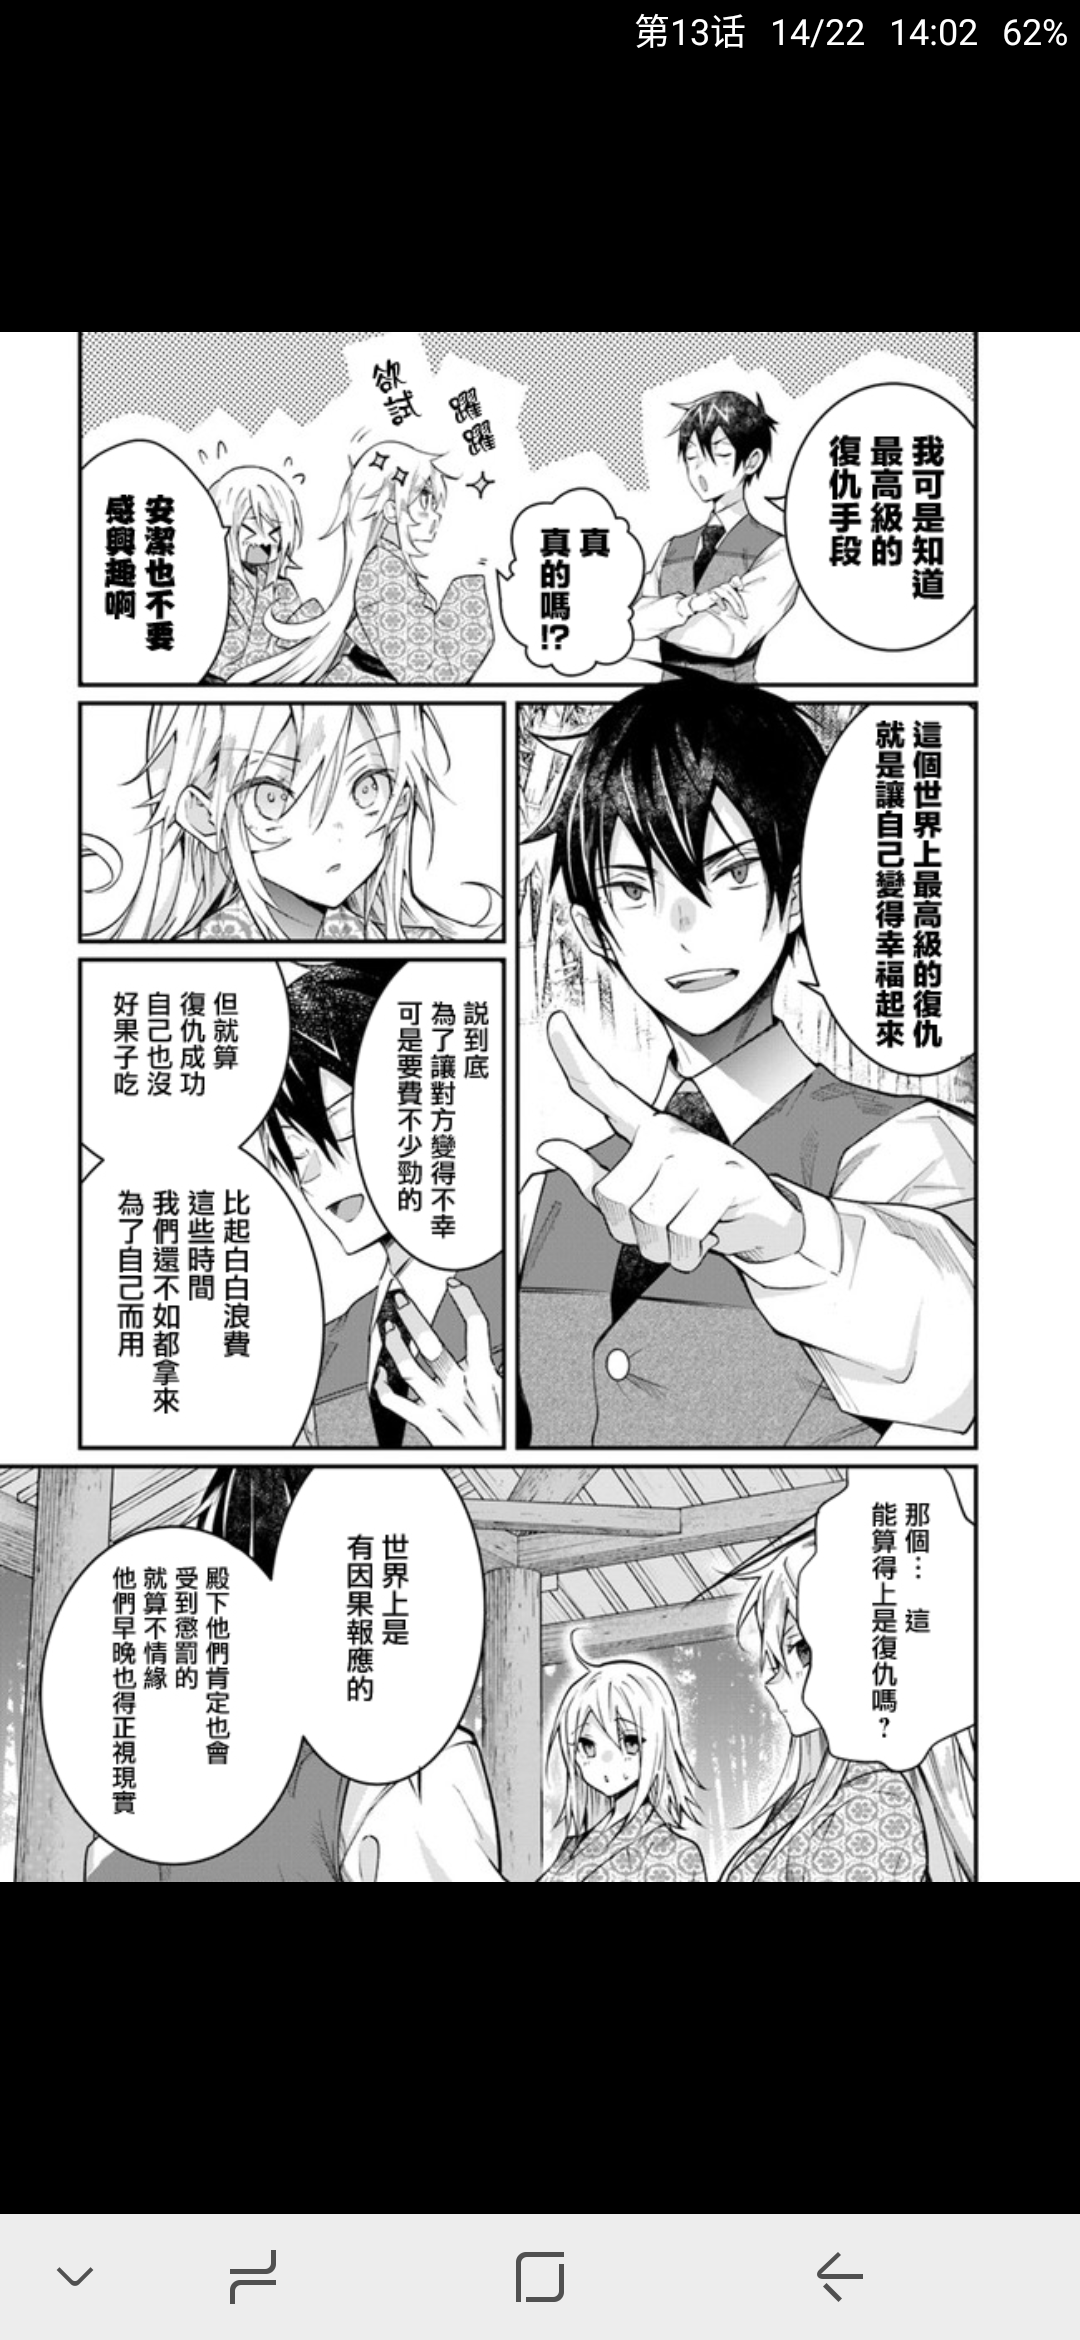 第13话 14/22 14:02 62%
我可是知道
最高級的
復仇手段
真
真的嗎!?
躍躍
欲試
安潔也不要
感興趣啊
這個世界上最高級的復仇
就是讓自己變得幸福起來
説到底
為了讓對方變得不幸
可是要費不少勁的
但就算
復仇成功
自己也沒
好果子吃
比起白白浪費
這些時間
我們還不如都拿來
為了自己而用
那個… 這
能算得上是復仇嗎?
世界上是
有因果報應的
殿下他們肯定也會
受到懲罰的
就算不情緣
他們早晚也得正視現實